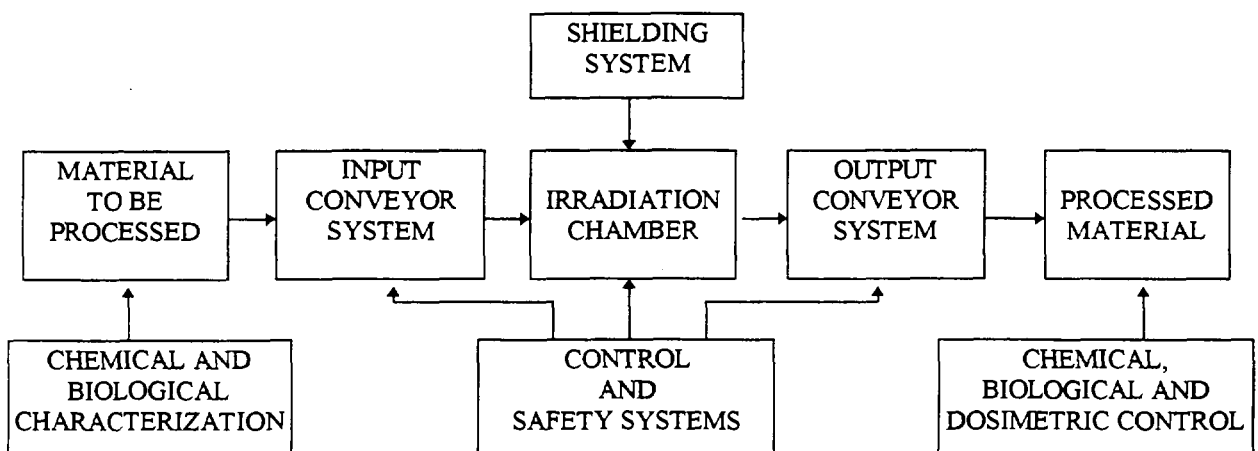 SHIELDING
SYSTEM
MATERIAL
TO BE
PROCESSED
INPUT
CONVEYOR
SYSTEM
IRRADIATION
CHAMBER
OUTPUT
CONVEYOR
SYSTEM
PROCESSED
MATERIAL
CHEMICAL AND
BIOLOGICAL
CHARACTERIZATION
CONTROL
AND
SAFETY SYSTEMS
CHEMICAL,
BIOLOGICAL AND
DOSIMETRIC CONTROL